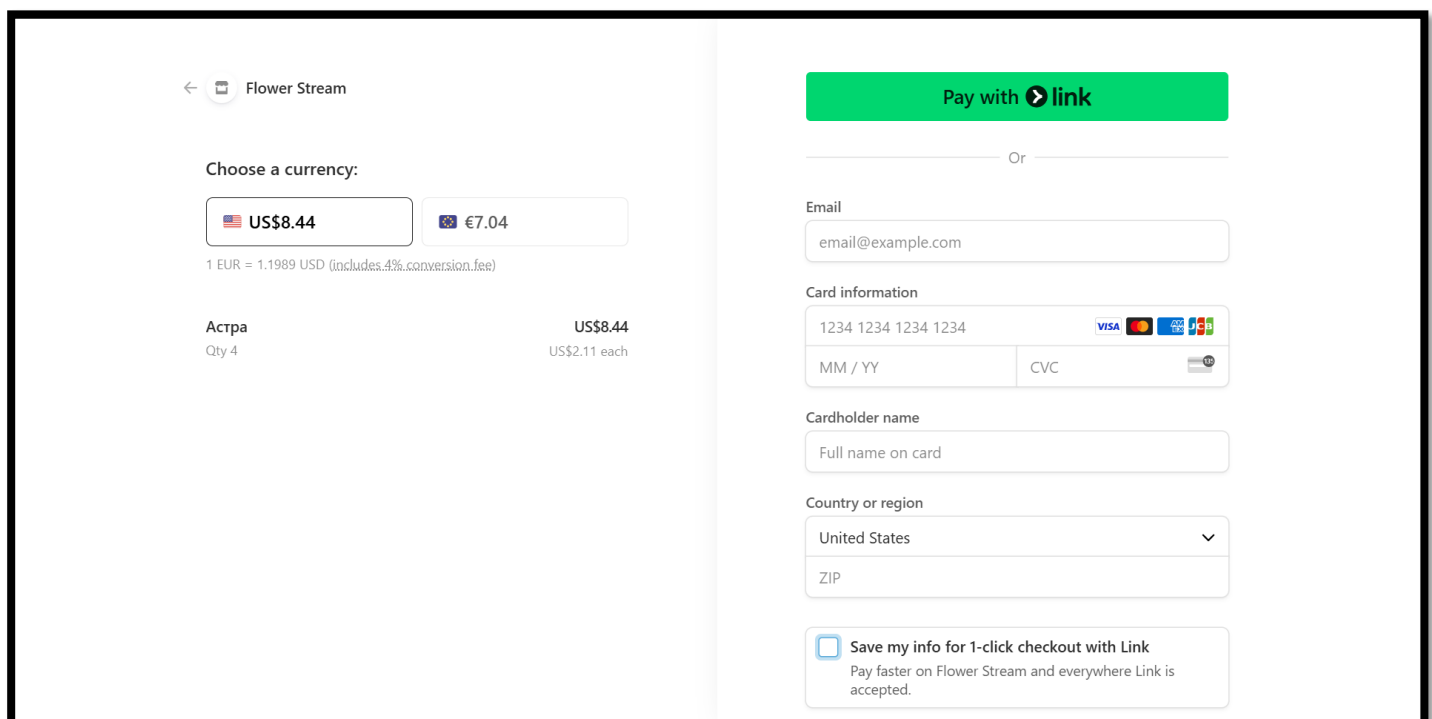 Flower Stream
Choose a currency:
US$8.44
€7.04
1 EUR = 1.1989 USD (includes 4% conversion fee)
Астра
US$8.44
Qty 4
US$2.11 each
Pay with link
Or
Email
email@example.com
Card information
1234 1234 1234 1234
VISA
AM EX
JCB
MM / YY
CVC
135
Cardholder name
Full name on card
Country or region
United States
ZIP
Save my info for 1-click checkout with Link
Pay faster on Flower Stream and everywhere Link is
accepted.